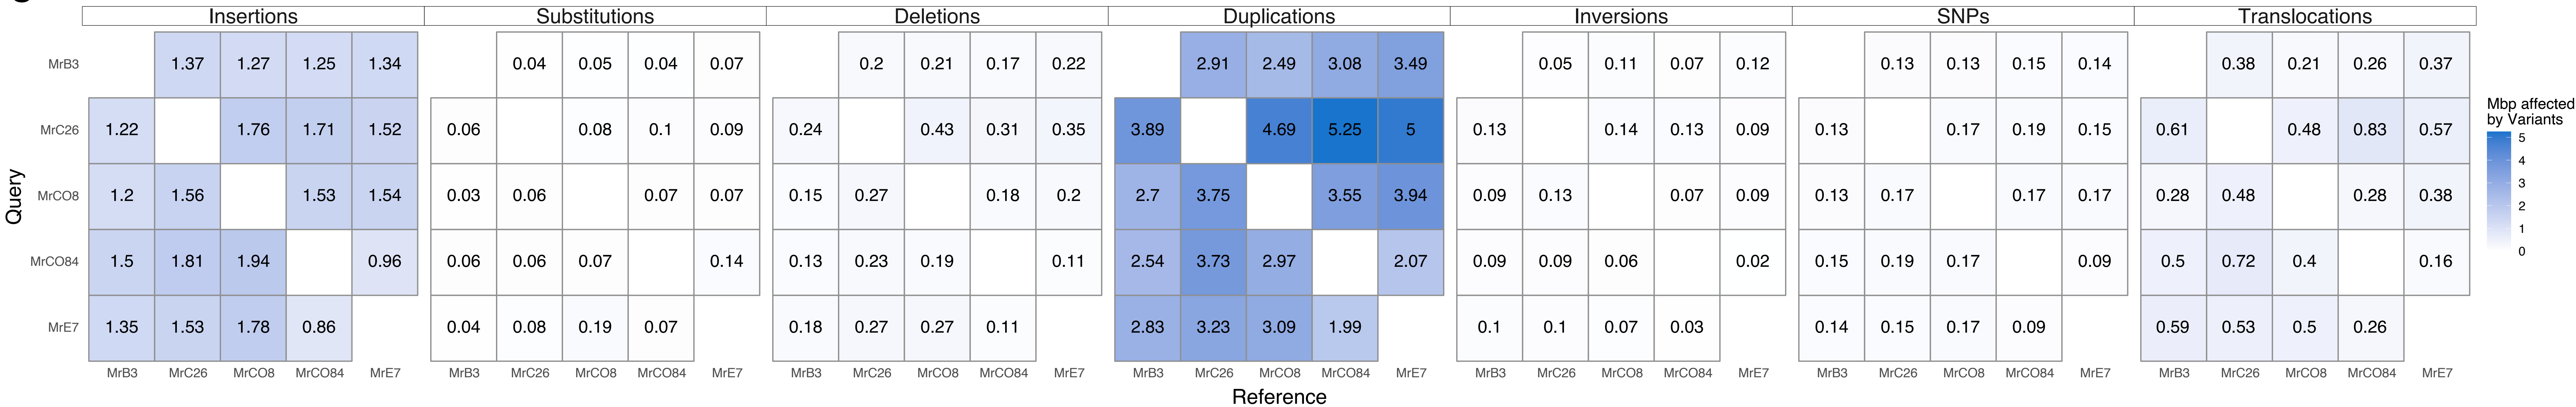 Insertions Substitutions Deletions Duplications Inversions SNPs Translocations
MrB3 1.37 1.27 1.25 1.34 0.04 0.05 0.04 0.07 0.2 0.21 0.17 0.22 2.91 2.49 3.08 3.49 0.05 0.11 0.07 0.12 0.13 0.13 0.15 0.14 0.38 0.21 0.26 0.37
MrC26 1.22 1.76 1.71 1.52 0.06 0.08 0.1 0.09 0.24 0.43 0.31 0.35 3.89 4.69 5.25 5 0.13 0.14 0.13 0.09 0.13 0.17 0.19 0.15 0.61 0.48 0.83 0.57
MrCO8 1.2 1.56 1.53 1.54 0.03 0.06 0.07 0.07 0.15 0.27 0.18 0.2 2.7 3.75 3.55 3.94 0.09 0.13 0.07 0.09 0.13 0.17 0.17 0.17 0.28 0.48 0.28 0.38
MrCO84 1.5 1.81 1.94 0.96 0.06 0.06 0.07 0.14 0.13 0.23 0.19 0.11 2.54 3.73 2.97 2.07 0.09 0.09 0.06 0.02 0.15 0.19 0.17 0.09 0.5 0.72 0.4 0.16
MrE7 1.35 1.53 1.78 0.86 0.04 0.08 0.19 0.07 0.18 0.27 0.27 0.11 2.83 3.23 3.09 1.99 0.1 0.1 0.07 0.03 0.14 0.15 0.17 0.09 0.59 0.53 0.5 0.26
MrB3 MrC26 MrCO8 MrCO84 MrE7 MrB3 MrC26 MrCO8 MrCO84 MrE7 MrB3 MrC26 MrCO8 MrCO84 MrE7 MrB3 MrC26 MrCO8 MrCO84 MrE7 MrB3 MrC26 MrCO8 MrCO84 MrE7 MrB3 MrC26 MrCO8 MrCO84 MrE7 MrB3 MrC26 MrCO8 MrCO84 MrE7
Reference
Query
Mbp affected
by Variants
5
4
3
2
1
0